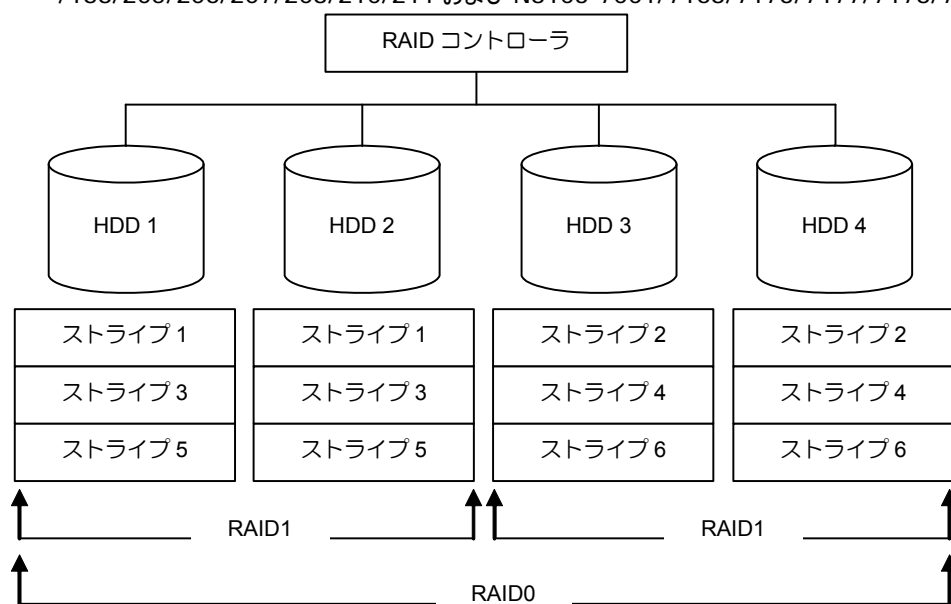 RAID コントローラ
HDD 1
HDD 2
HDD 3
HDD 4
ストライプ 1
ストライプ 1
ストライプ 2
ストライプ 2
ストライプ 3
ストライプ 3
ストライプ 4
ストライプ 4
ストライプ 5
ストライプ 5
ストライプ 6
ストライプ 6
RAID1
RAID1
RAID0